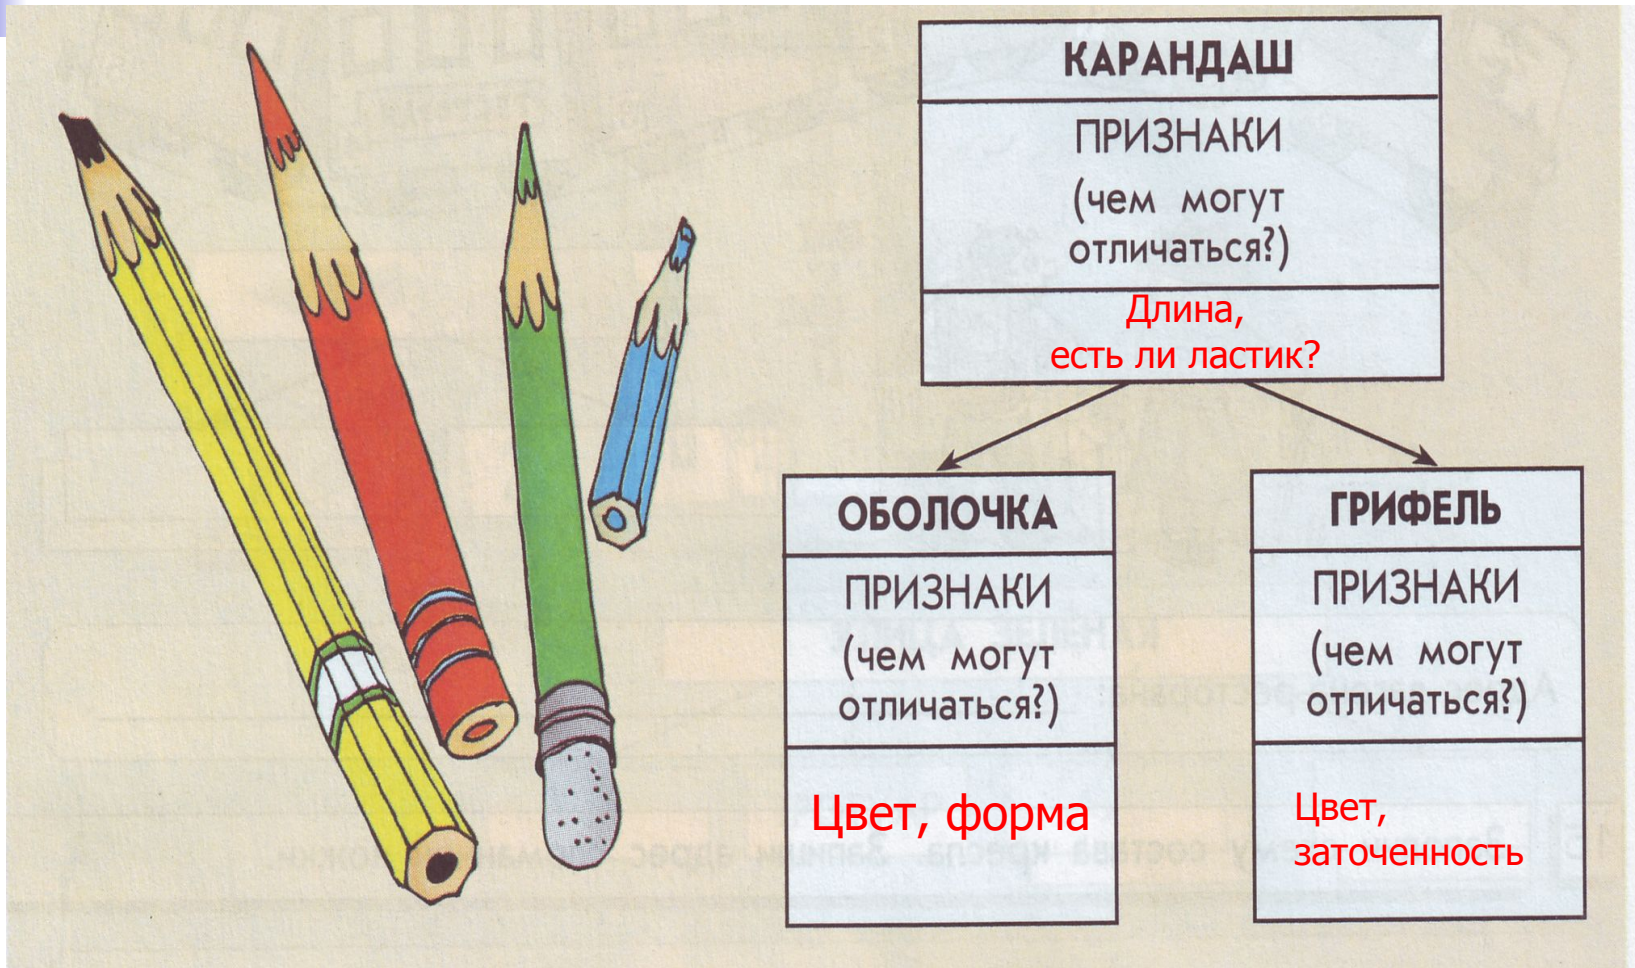 КАРАНДАШ
ПРИЗНАКИ
(чем могут
отличаться?)
Длина,
есть ли ластик?
ОБОЛОЧКА
ПРИЗНАКИ
(чем могут
отличаться?)
Цвет, форма
ГРИФЕЛЬ
ПРИЗНАКИ
(чем могут
отличаться?)
Цвет,
заточенность